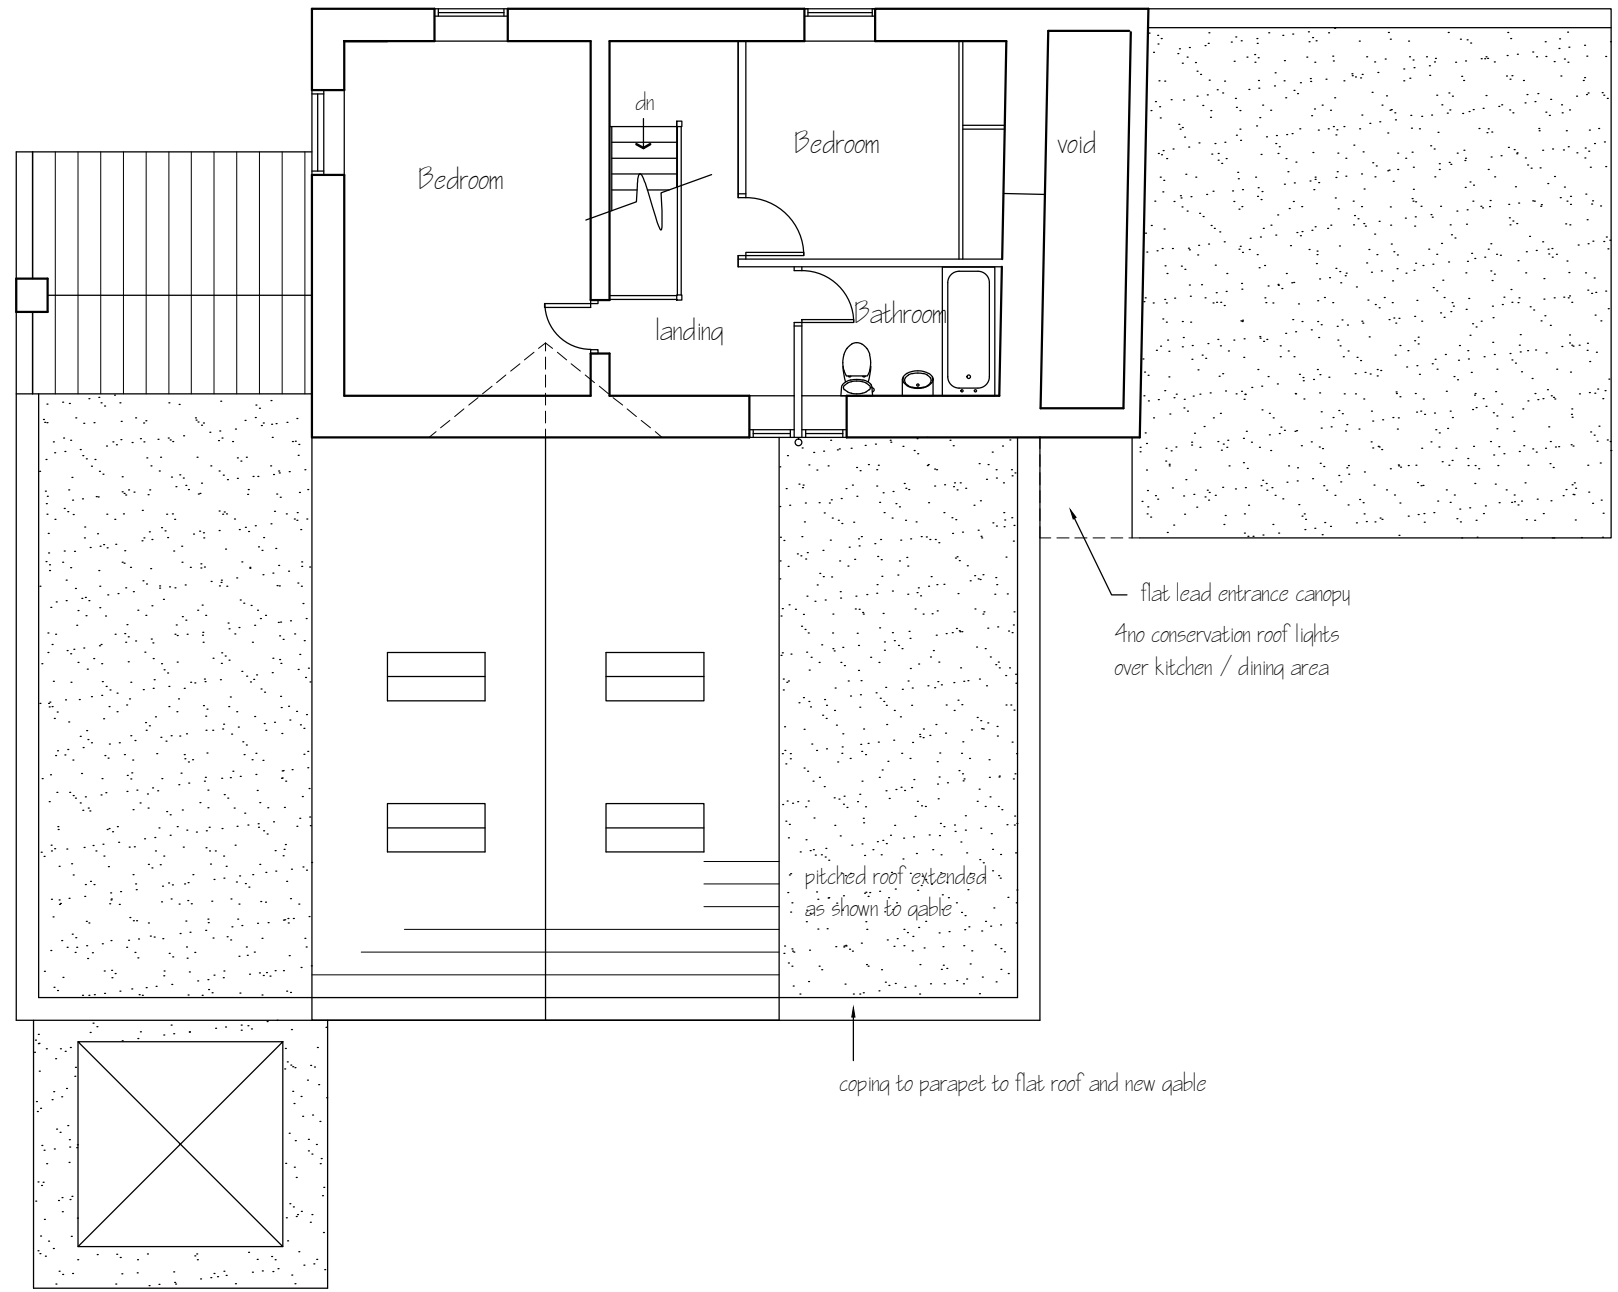 dn
Bedroom
Bedroom
void
landing
Bathroom
flat lead entrance canopy
4no conservation roof lights
over kitchen / dining area
pitched roof extended
as shown to gable
coping to parapet to flat roof and new gable